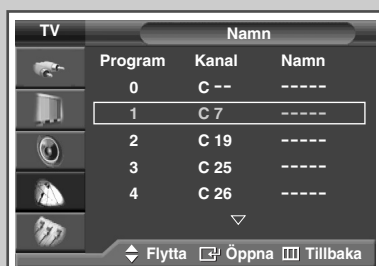 TV Namn
Program Kanal Namn
0 C -- -----
1 C 7 -----
2 C 19 -----
3 C 25 -----
4 C 26 -----
Flytta Öppna Tillbaka